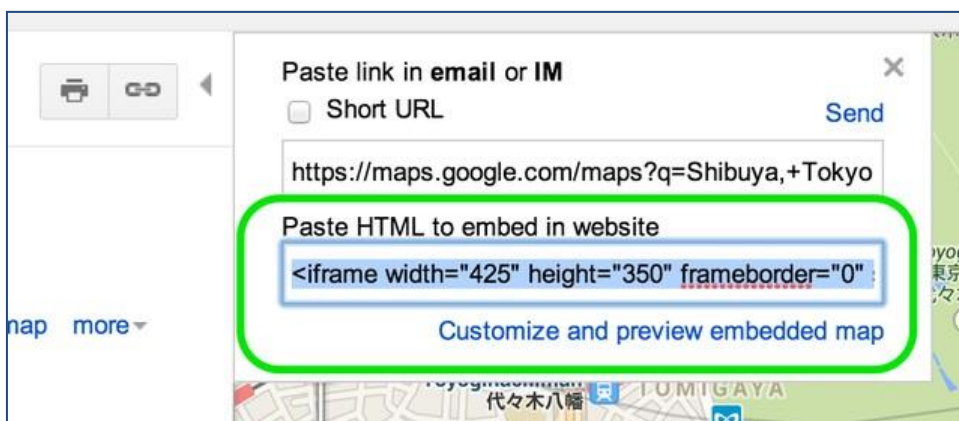 Paste link in email or IM
Short URL
Send
https://maps.google.com/maps?q=Shibuya,+Tokyo
Paste HTML to embed in website
<iframe width="425" height="350" frameborder="0"
Customize and preview embedded map
map more
TOMIGAYA
代々木八幡